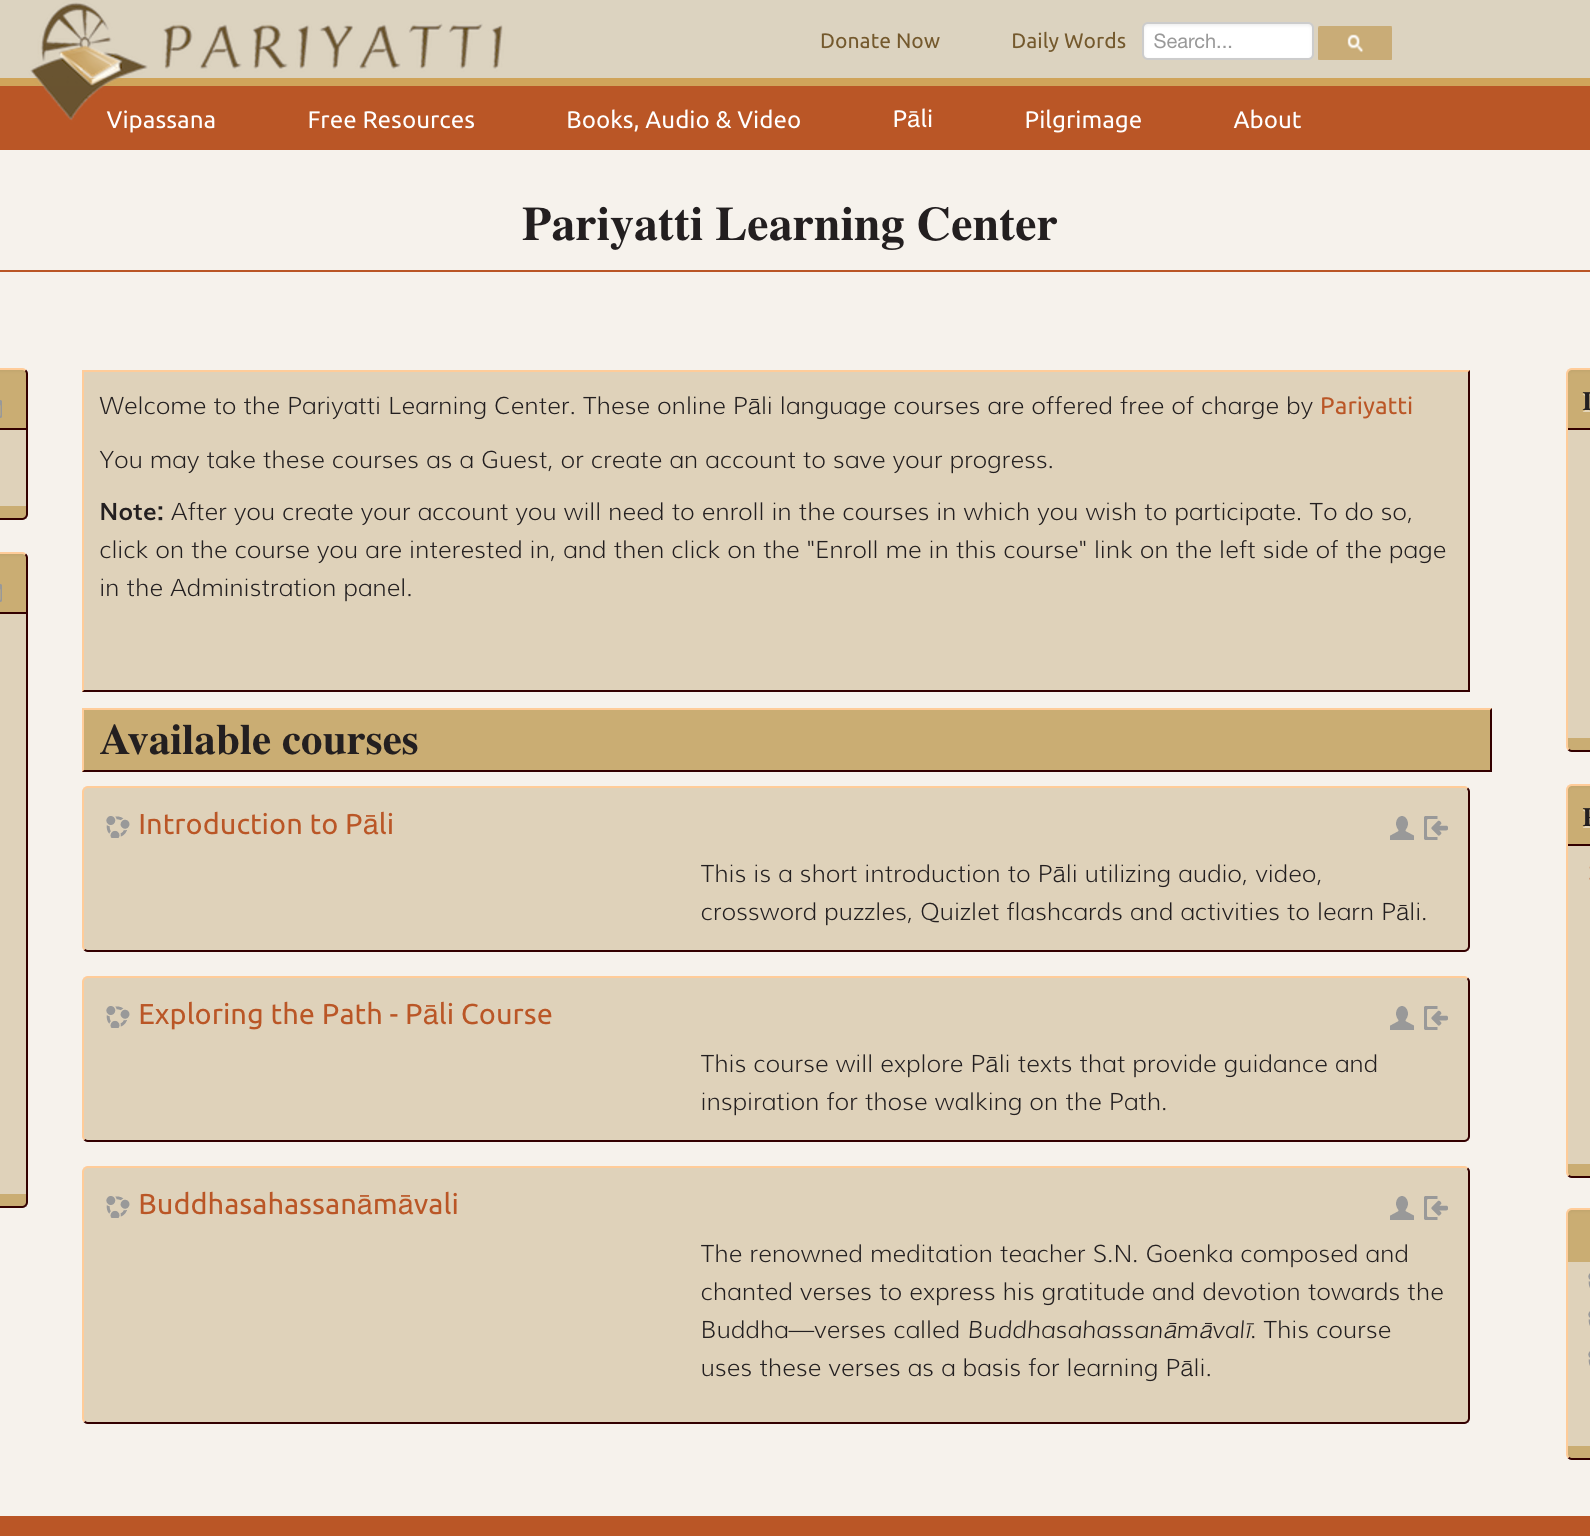 PARIYATTI
Donate Now
Daily Words
Search...
Vipassana
Free Resources
Books, Audio & Video
Pāli
Pilgrimage
About
Pariyatti Learning Center
Welcome to the Pariyatti Learning Center. These online Pāli language courses are offered free of charge by Pariyatti
You may take these courses as a Guest, or create an account to save your progress.
Note: After you create your account you will need to enroll in the courses in which you wish to participate. To do so,
click on the course you are interested in, and then click on the "Enroll me in this course" link on the left side of the page
in the Administration panel.
Available courses
Introduction to Pāli
This is a short introduction to Pāli utilizing audio, video,
crossword puzzles, Quizlet flashcards and activities to learn Pāli.
Exploring the Path - Pāli Course
This course will explore Pāli texts that provide guidance and
inspiration for those walking on the Path.
Buddhasahassanāmāvali
The renowned meditation teacher S.N. Goenka composed and
chanted verses to express his gratitude and devotion towards the
Buddha—verses called Buddhasahassanāmāvalī. This course
uses these verses as a basis for learning Pāli.